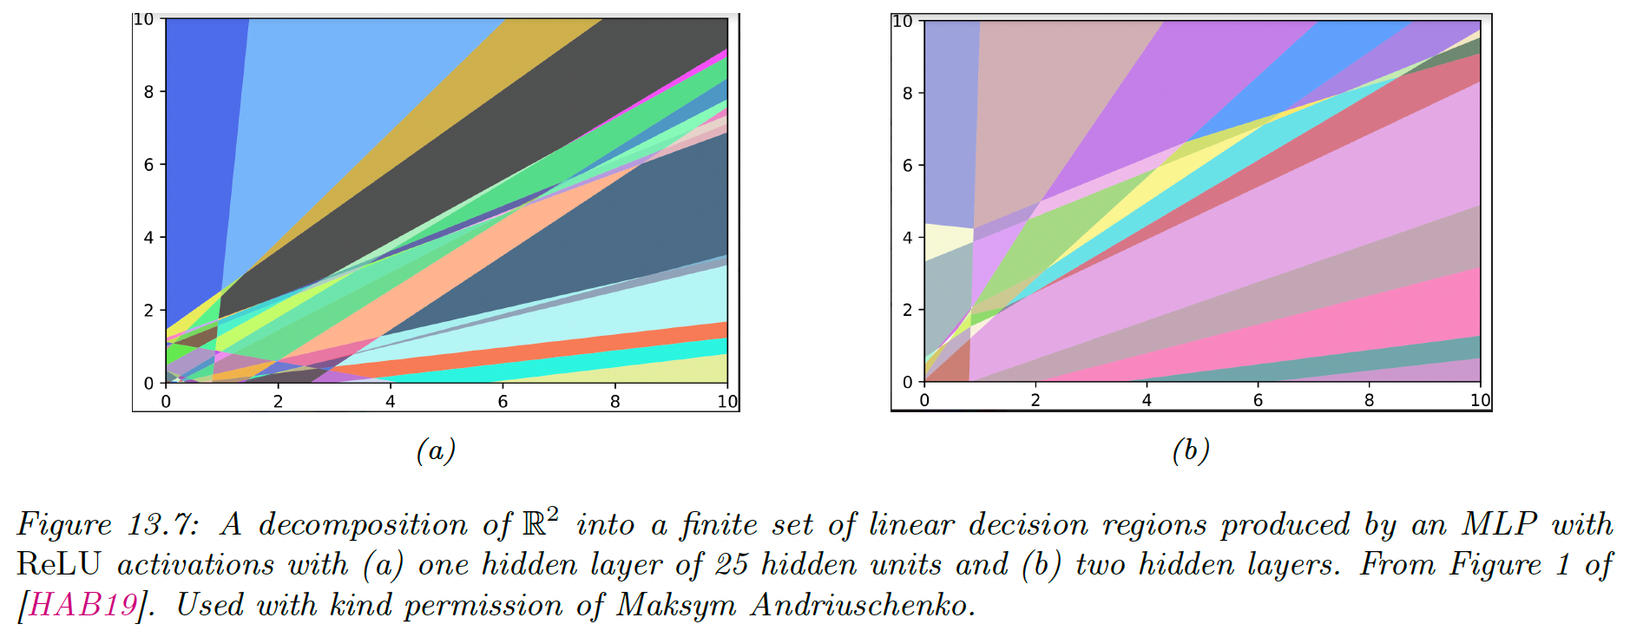 10
8
6
4
2
0
0 2 4 6 8 10
(a)
10
8
6
4
2
0
0 2 4 6 8 10
(b)
Figure 13.7: A decomposition of ℝ² into a finite set of linear decision regions produced by an MLP with
ReLU activations with (a) one hidden layer of 25 hidden units and (b) two hidden layers. From Figure 1 of
[HAB19]. Used with kind permission of Maksym Andriuschenko.